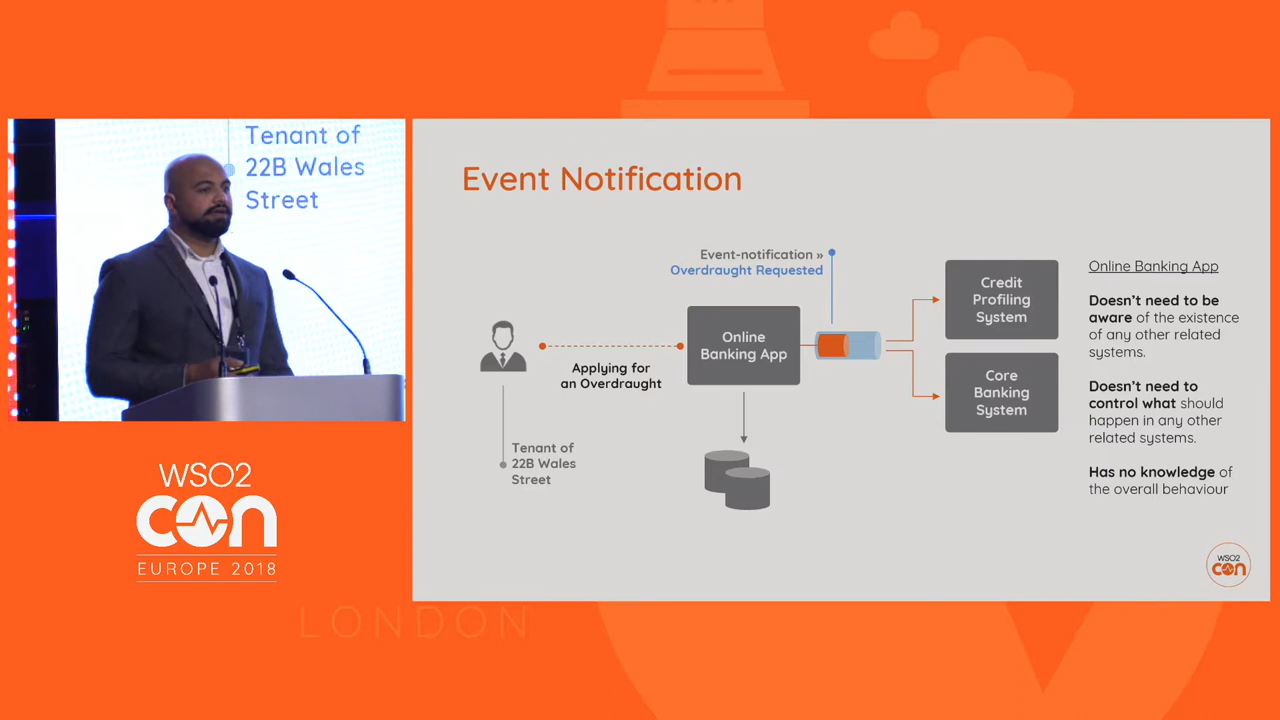 Tenant of
22B Wales
Street
WSO2
con
EUROPE 2018
LONDON
Event Notification
Event-notification »
Overdraught Requested
Online
Banking App
Applying for
an Overdraught
Tenant of
22B Wales
Street
Credit
Profiling
System
Core
Banking
System
Online Banking App
Doesn't need to be
aware of the existence
of any other related
systems.
Doesn't need to
control what should
happen in any other
related systems.
Has no knowledge of
the overall behaviour
WSO2
con